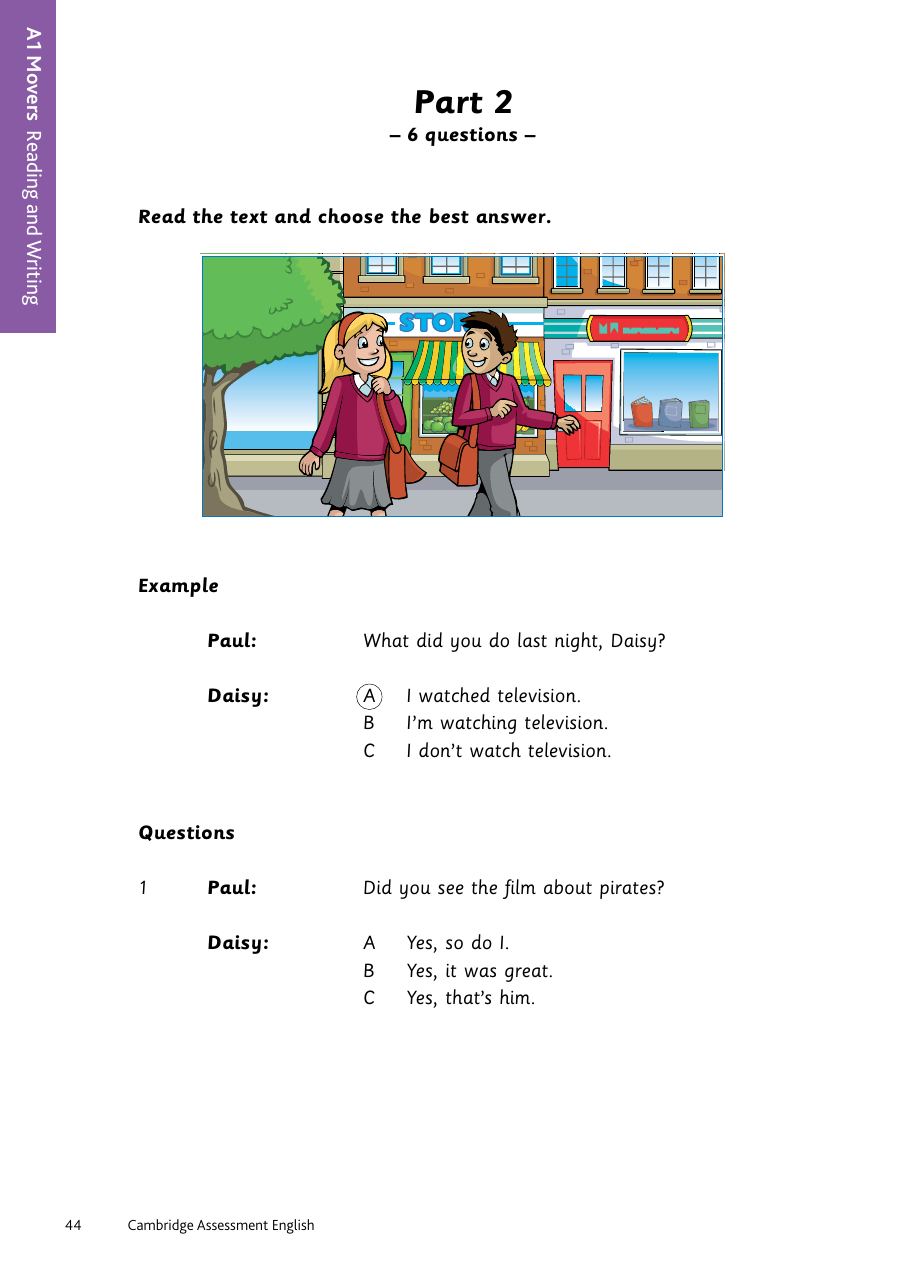 A1 Movers Reading and Writing
Part 2
– 6 questions –
Read the text and choose the best answer.
Example
Paul: What did you do last night, Daisy?
Daisy: A I watched television.
B I'm watching television.
C I don't watch television.
Questions
1 Paul: Did you see the film about pirates?
Daisy: A Yes, so do I.
B Yes, it was great.
C Yes, that's him.
44 Cambridge Assessment English